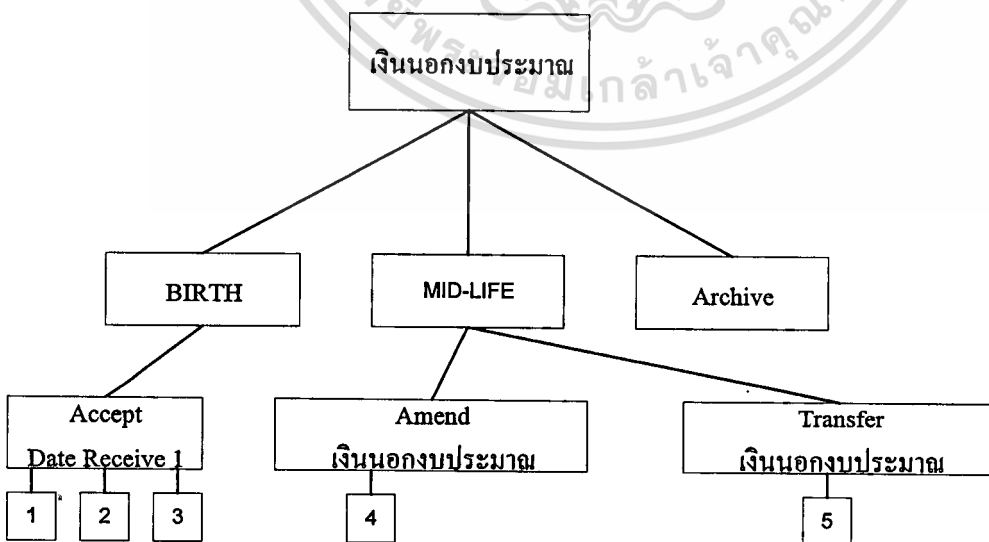 เงินนอกงบประมาณ
BIRTH
MID-LIFE
Archive
Accept
Date Receive 1
Amend
เงินนอกงบประมาณ
Transfer
เงินนอกงบประมาณ
1
2
3
4
5